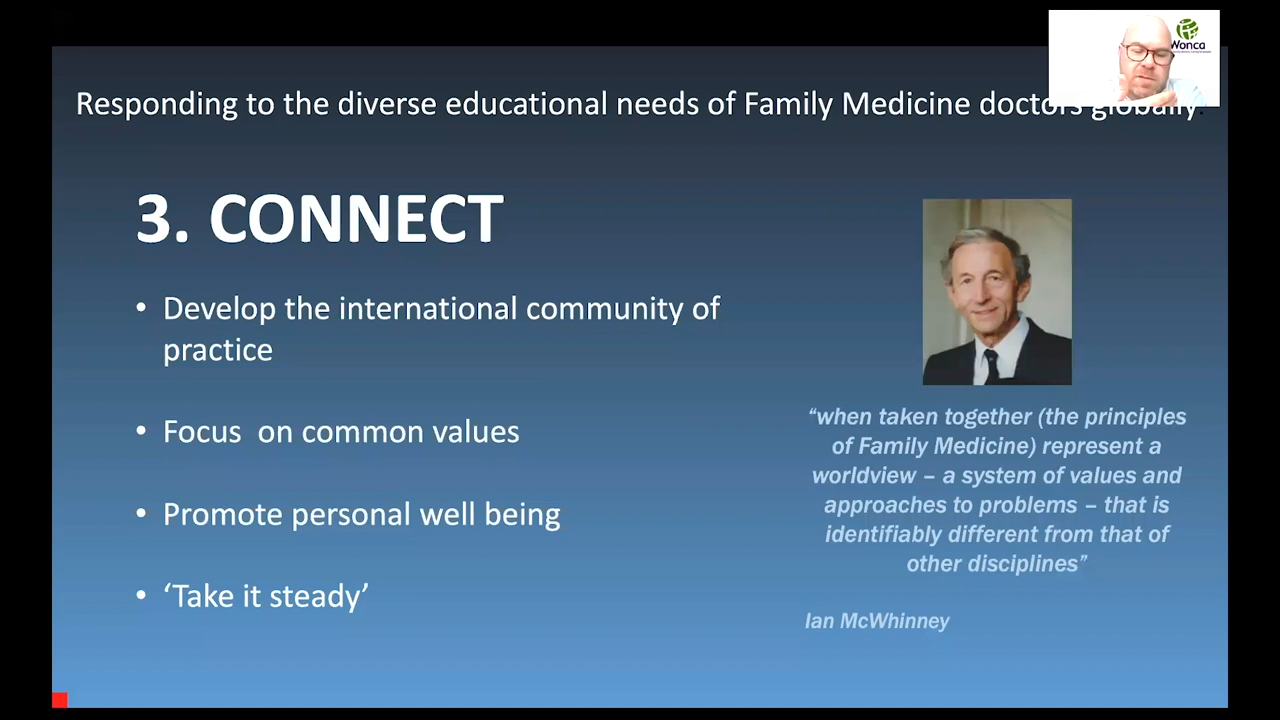 Wonca
Responding to the diverse educational needs of Family Medicine doctors globally.
3. CONNECT
• Develop the international community of
practice
• Focus  on common values
• Promote personal well being
• ‘Take it steady’
“when taken together (the principles
of Family Medicine) represent a
worldview – a system of values and
approaches to problems – that is
identifiably different from that of
other disciplines”
Ian McWhinney